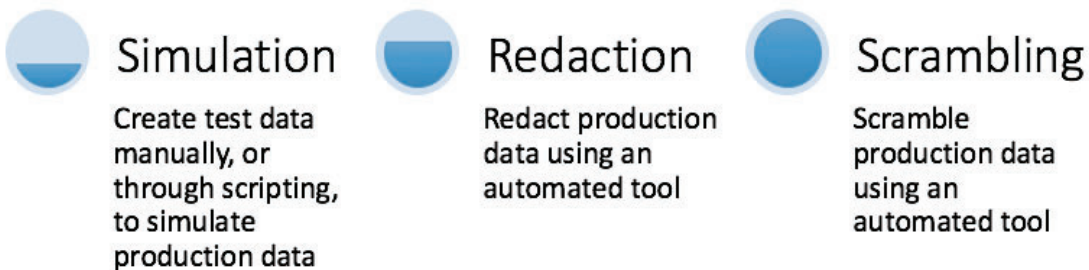 Simulation
Create test data
manually, or
through scripting,
to simulate
production data
Redaction
Redact production
data using an
automated tool
Scrambling
Scramble
production data
using an
automated tool